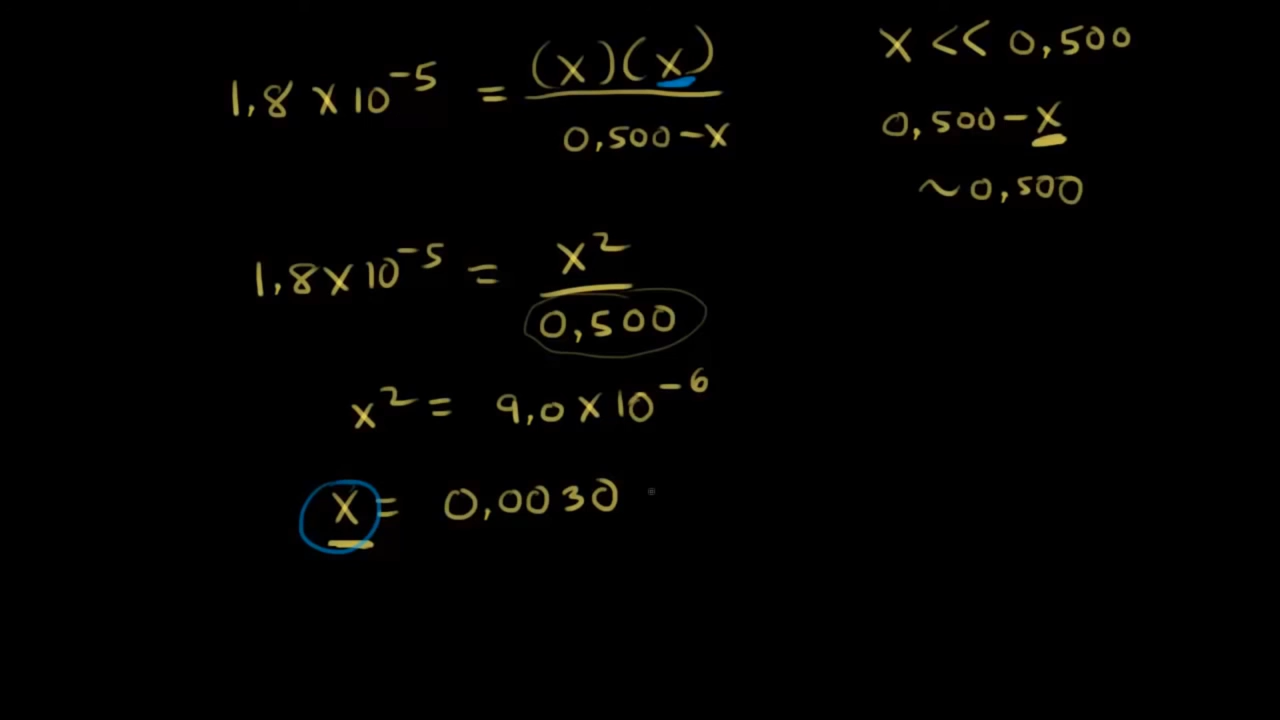 1,8 x 10⁻⁵ = (x)(x) / 0,500 - x
x << 0,500
0,500 - x
~ 0,500
1,8 x 10⁻⁵ = x² / 0,500
x² = 9,0 x 10⁻⁶
x = 0,0030